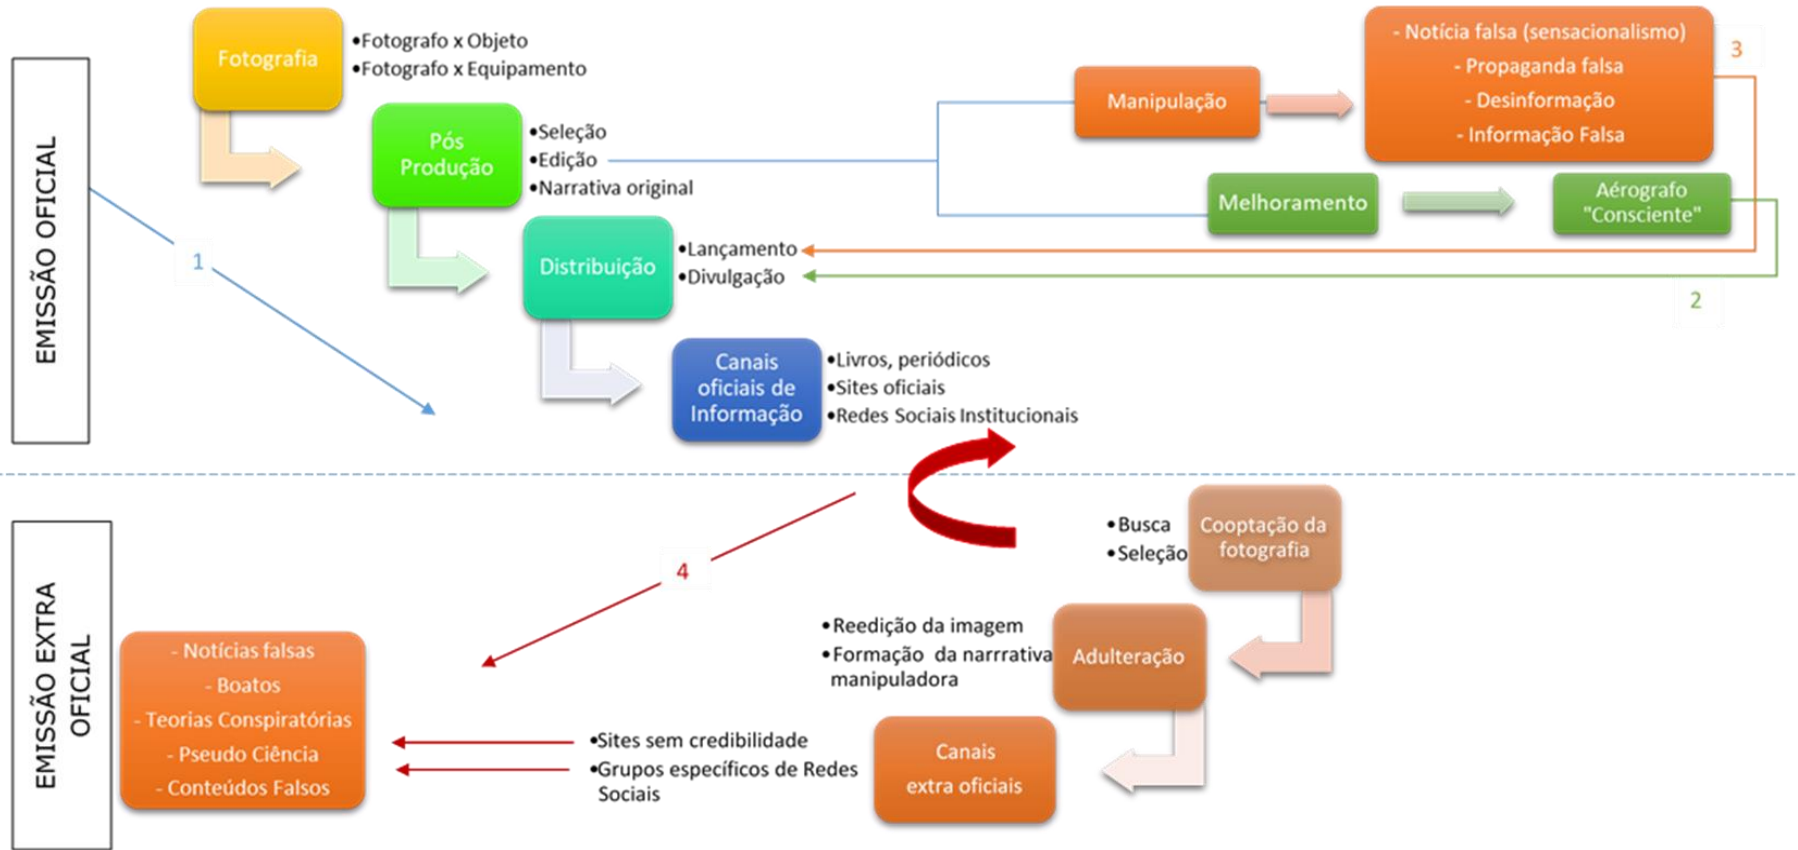 EMISSÃO OFICIAL
Fotografia
•Fotografo x Objeto
•Fotografo x Equipamento
Pós
Produção
•Seleção
•Edição
•Narrativa original
Manipulação
- Notícia falsa (sensacionalismo)
- Propaganda falsa
- Desinformação
- Informação Falsa
3
Melhoramento
Aérografo
"Consciente"
Distribuição
•Lançamento
•Divulgação
1
2
Canais
oficiais de
Informação
•Livros, periódicos
•Sites oficiais
•Redes Sociais Institucionais
EMISSÃO EXTRA
OFICIAL
•Busca
•Seleção
Cooptação da
fotografia
4
• Reedição da imagem
• Formação da narrrativa
manipuladora
Adulteração
- Notícias falsas
- Boatos
- Teorias Conspiratórias
- Pseudo Ciência
- Conteúdos Falsos
•Sites sem credibilidade
•Grupos específicos de Redes
Sociais
Canais
extra oficiais